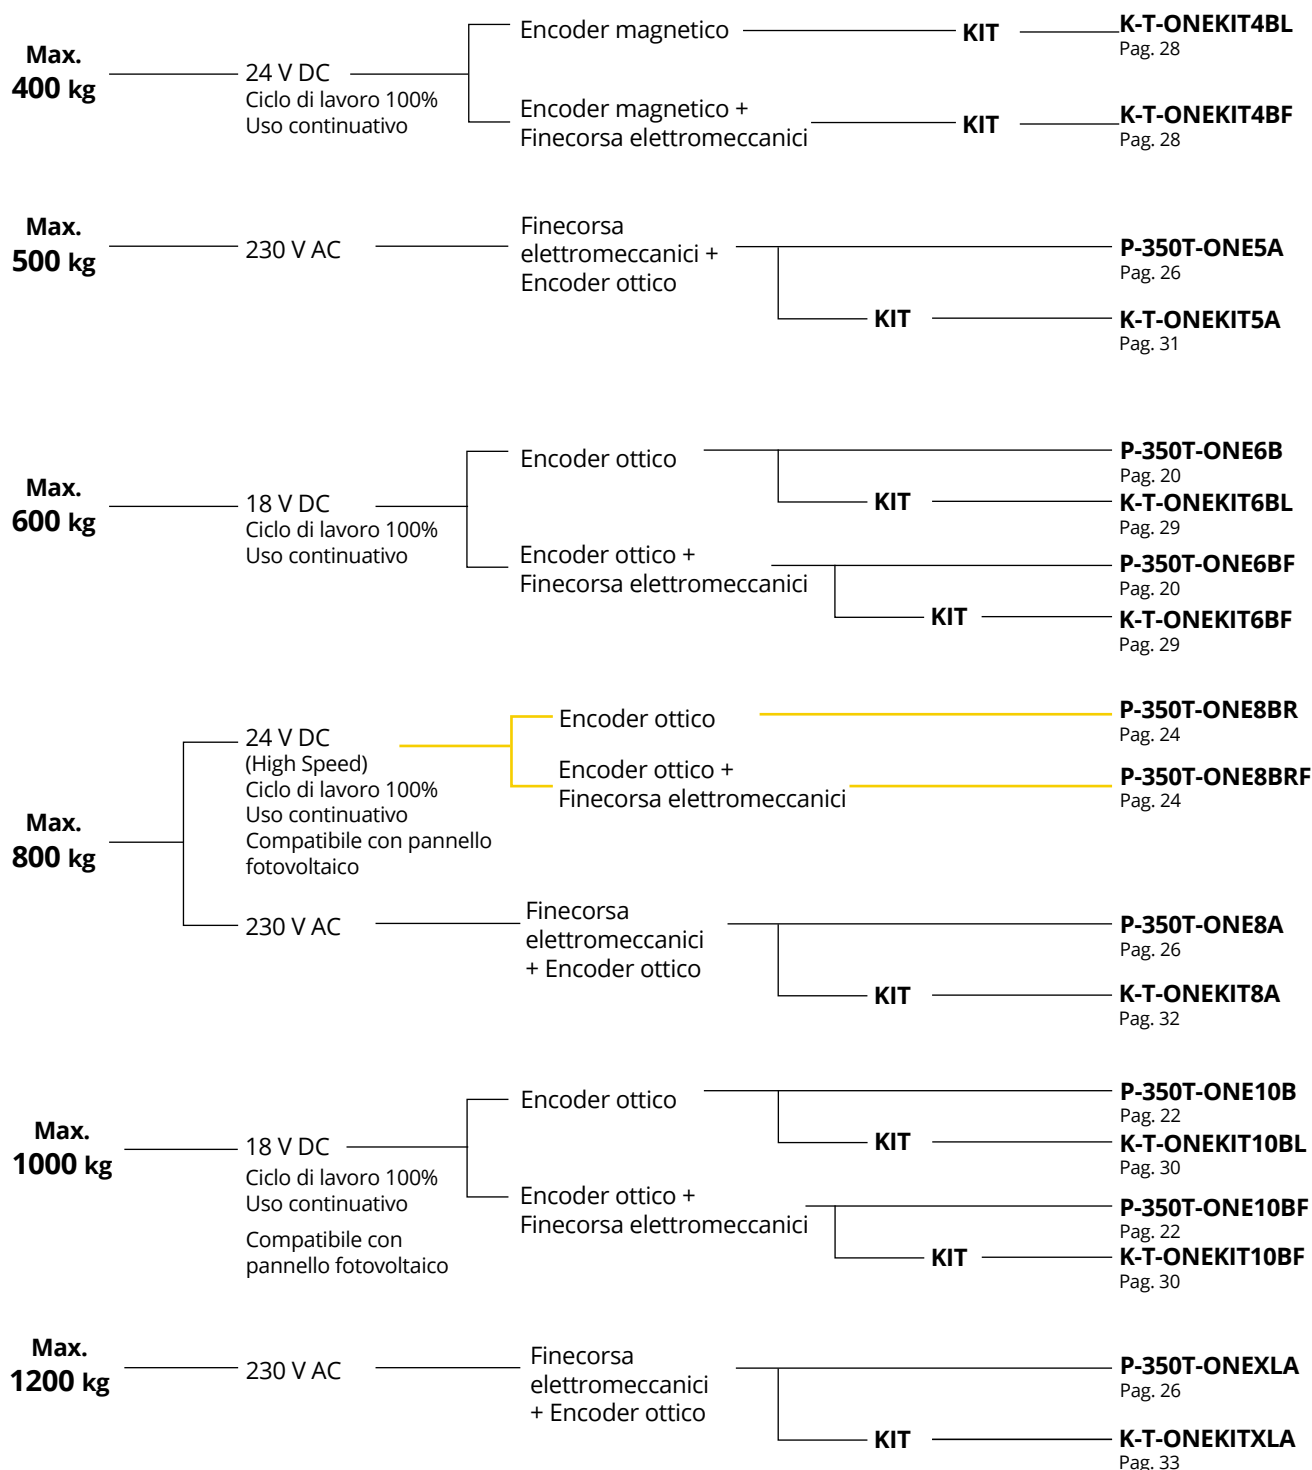 Max.
400 kg
24 V DC
Ciclo di lavoro 100%
Uso continuativo
Encoder magnetico
KIT
K-T-ONEKIT4BL
Pag. 28
Encoder magnetico +
Finecorsa elettromeccanici
KIT
K-T-ONEKIT4BF
Pag. 28
Max.
500 kg
230 V AC
Finecorsa
elettromeccanici +
Encoder ottico
P-350T-ONE5A
Pag. 26
KIT
K-T-ONEKIT5A
Pag. 31
Max.
600 kg
18 V DC
Ciclo di lavoro 100%
Uso continuativo
Encoder ottico
P-350T-ONE6B
Pag. 20
KIT
K-T-ONEKIT6BL
Pag. 29
Encoder ottico +
Finecorsa elettromeccanici
P-350T-ONE6BF
Pag. 20
KIT
K-T-ONEKIT6BF
Pag. 29
Max.
800 kg
24 V DC
(High Speed)
Ciclo di lavoro 100%
Uso continuativo
Compatibile con pannello
fotovoltaico
Encoder ottico
P-350T-ONE8BR
Pag. 24
Encoder ottico +
Finecorsa elettromeccanici
P-350T-ONE8BRF
Pag. 24
230 V AC
Finecorsa
elettromeccanici
+ Encoder ottico
P-350T-ONE8A
Pag. 26
KIT
K-T-ONEKIT8A
Pag. 32
Max.
1000 kg
18 V DC
Ciclo di lavoro 100%
Uso continuativo
Compatibile con
pannello fotovoltaico
Encoder ottico
P-350T-ONE10B
Pag. 22
KIT
K-T-ONEKIT10BL
Pag. 30
Encoder ottico +
Finecorsa elettromeccanici
P-350T-ONE10BF
Pag. 22
KIT
K-T-ONEKIT10BF
Pag. 30
Max.
1200 kg
230 V AC
Finecorsa
elettromeccanici
+ Encoder ottico
P-350T-ONEXLA
Pag. 26
KIT
K-T-ONEKITXLA
Pag. 33